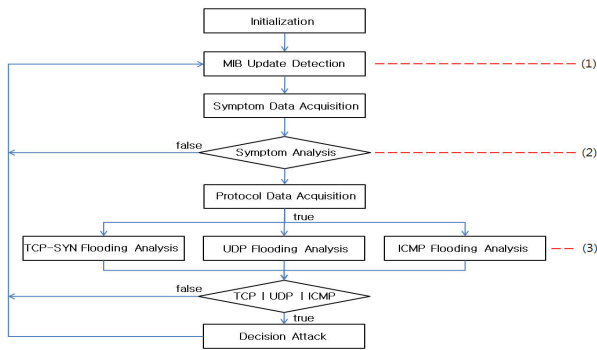 Initialization
MIB Update Detection
(1)
Symptom Data Acquisition
false
Symptom Analysis
(2)
Protocol Data Acquisition
true
TCP-SYN Flooding Analysis
UDP Flooding Analysis
ICMP Flooding Analysis
(3)
false
TCP | UDP | ICMP
true
Decision Attack